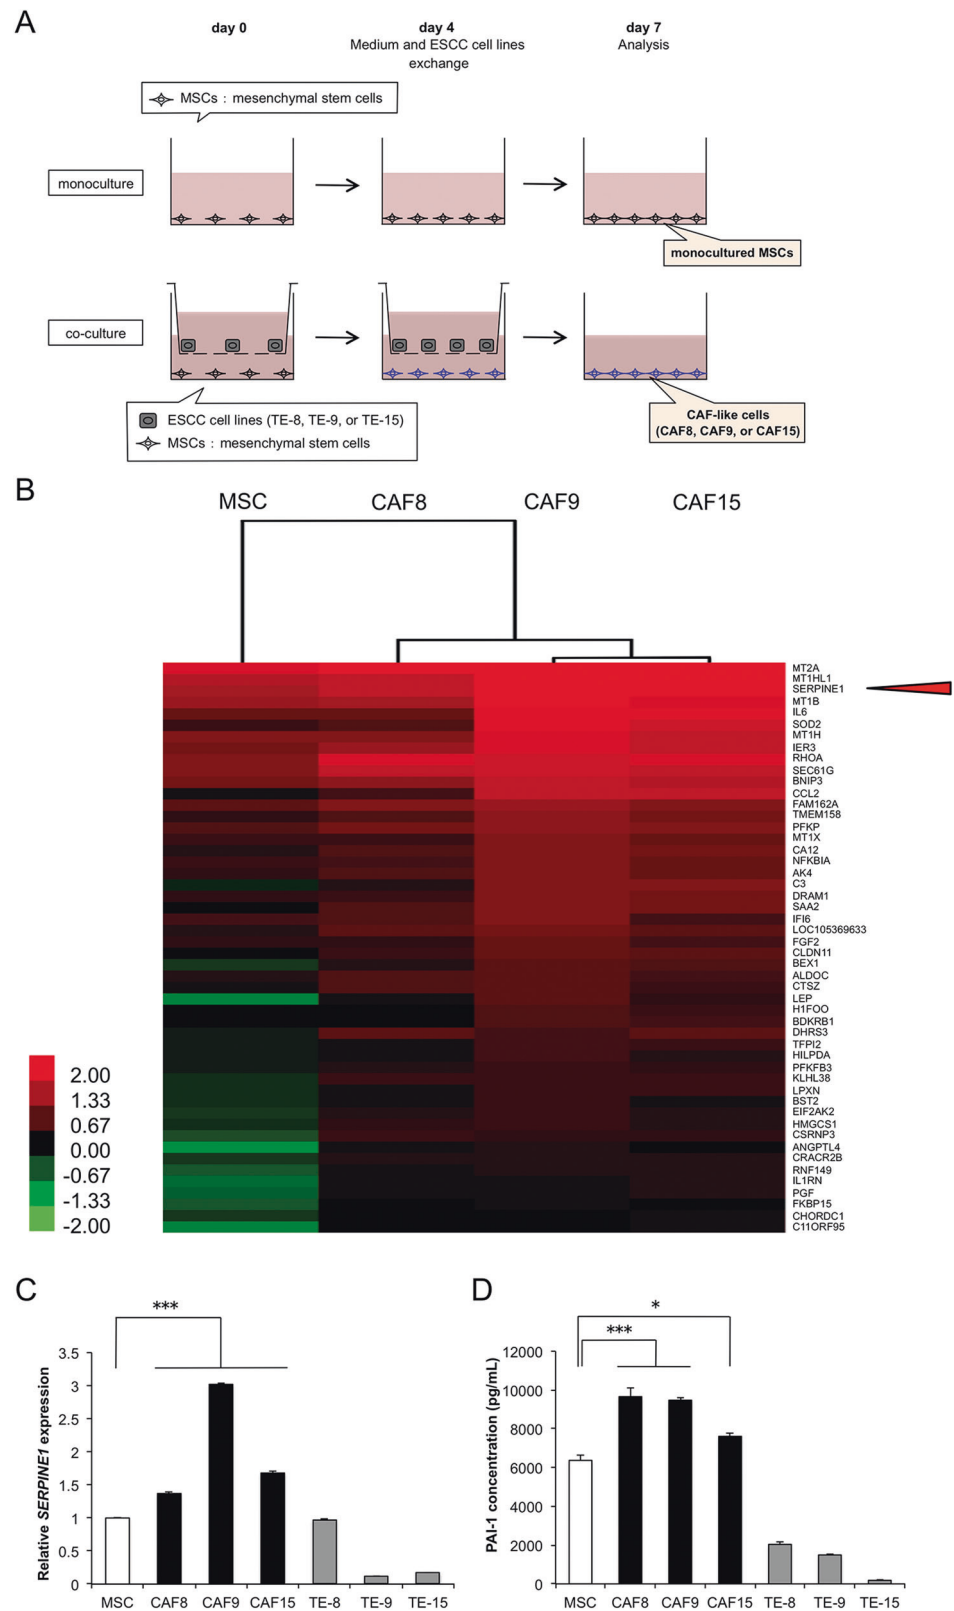 A
day 0
day 4
Medium and ESCC cell lines
exchange
day 7
Analysis
MSCs : mesenchymal stem cells
monoculture
monocultured MSCs
co-culture
ESCC cell lines (TE-8, TE-9, or TE-15)
MSCs : mesenchymal stem cells
CAF-like cells
(CAF8, CAF9, or CAF15)
B
MSC CAF8 CAF9 CAF15
MT2A
MT1HL1
SERPINE1
MT1B
IL6
SOD2
MT1H
IER3
RHOA
SEC61G
BNIP3
CCL2
FAM162A
TMEM158
PFKP
MT1X
CA12
NFKBIA
AK4
C3
DRAM1
SAA2
IFI6
LOC105369633
FGF2
CLDN11
BEX1
ALDOC
CTSZ
LEP
H1FOO
BDKRB1
DHRS3
TFPI2
HILPDA
PFKFB3
KLHL38
LPXN
BST2
EIF2AK2
HMGCS1
CSRNP3
ANGPTL4
CRACR2B
RNF149
IL1RN
PGF
FKBP15
CHORDC1
C11ORF95
2.00
1.33
0.67
0.00
-0.67
-1.33
-2.00
C
***
Relative SERPINE1 expression
3.5
3
2.5
2
1.5
1
0.5
0
MSC CAF8 CAF9 CAF15 TE-8 TE-9 TE-15
D
*
***
PAI-1 concentration (pg/mL)
12000
10000
8000
6000
4000
2000
0
MSC CAF8 CAF9 CAF15 TE-8 TE-9 TE-15